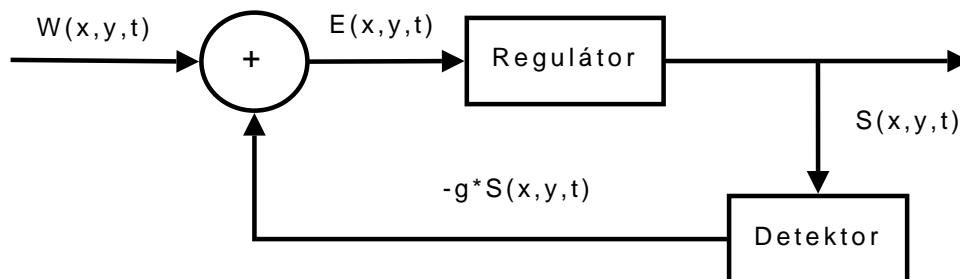 W(x,y,t)
E(x,y,t)
+
Regulátor
S(x,y,t)
-g*S(x,y,t)
Detektor